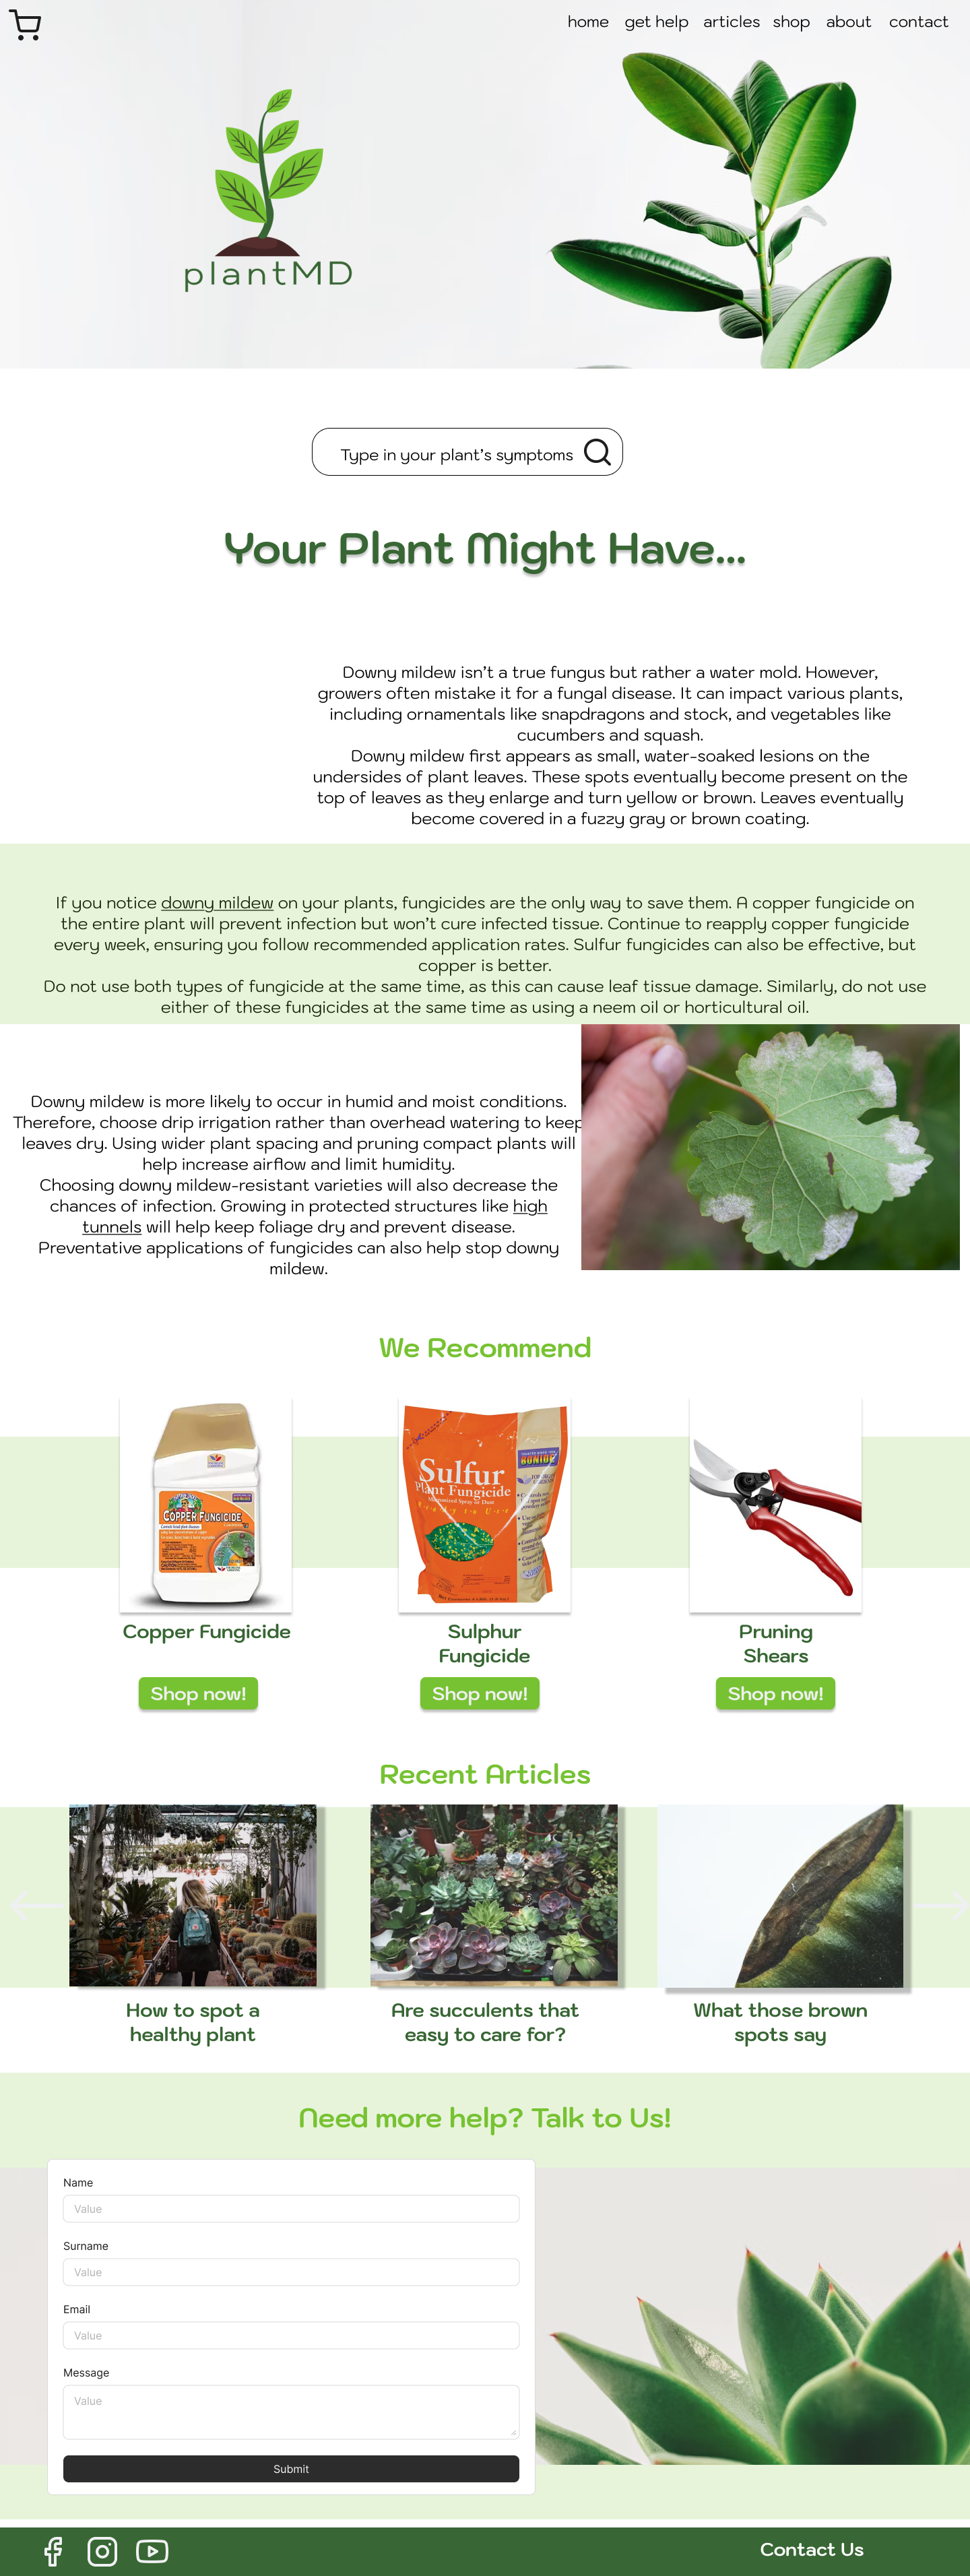 home get help articles shop about contact
plantMD
Type in your plant's symptoms
Your Plant Might Have...
Downy mildew isn't a true fungus but rather a water mold. However,
growers often mistake it for a fungal disease. It can impact various plants,
including ornamentals like snapdragons and stock, and vegetables like
cucumbers and squash.
Downy mildew first appears as small, water-soaked lesions on the
undersides of plant leaves. These spots eventually become present on the
top of leaves as they enlarge and turn yellow or brown. Leaves eventually
become covered in a fuzzy gray or brown coating.
If you notice downy mildew on your plants, fungicides are the only way to save them. A copper fungicide on
the entire plant will prevent infection but won't cure infected tissue. Continue to reapply copper fungicide
every week, ensuring you follow recommended application rates. Sulfur fungicides can also be effective, but
copper is better.
Do not use both types of fungicide at the same time, as this can cause leaf tissue damage. Similarly, do not use
either of these fungicides at the same time as using a neem oil or horticultural oil.
Downy mildew is more likely to occur in humid and moist conditions.
Therefore, choose drip irrigation rather than overhead watering to keep
leaves dry. Using wider plant spacing and pruning compact plants will
help increase airflow and limit humidity.
Choosing downy mildew-resistant varieties will also decrease the
chances of infection. Growing in protected structures like high
tunnels will help keep foliage dry and prevent disease.
Preventative applications of fungicides can also help stop downy
mildew.
We Recommend
COPPER FUNGICIDE
BONIDE
Sulfur
Plant Fungicide
Copper Fungicide
Sulphur
Fungicide
Pruning
Shears
Shop now!
Shop now!
Shop now!
Recent Articles
How to spot a
healthy plant
Are succulents that
easy to care for?
What those brown
spots say
Need more help? Talk to Us!
Name
Value
Surname
Value
Email
Value
Message
Value
Submit
Contact Us